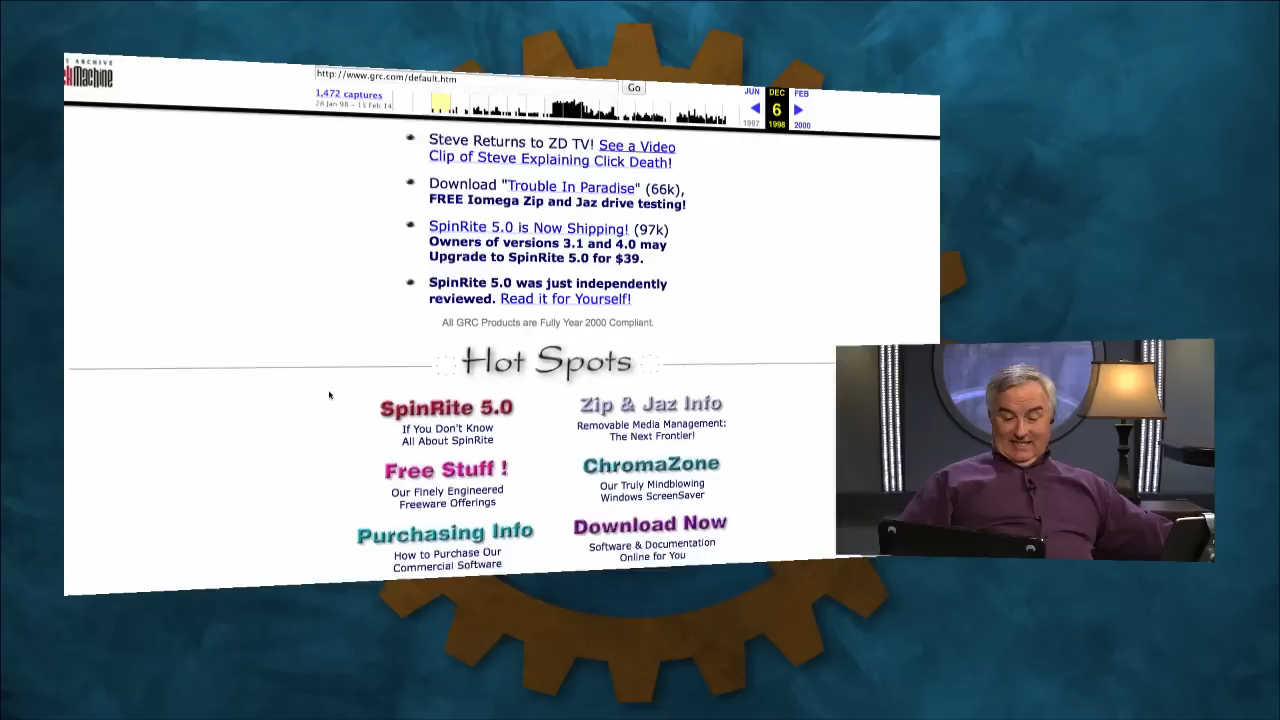 T ARCHIVE
kMachine
http://www.grc.com/default.htm
Go
1,472 captures
28 Jan 98 - 15 Feb 14
JUN DEC FEB
6
1997 1998 2000
Steve Returns to ZD TV! See a Video
Clip of Steve Explaining Click Death!
Download "Trouble In Paradise" (66k),
FREE Iomega Zip and Jaz drive testing!
SpinRite 5.0 is Now Shipping! (97k)
Owners of versions 3.1 and 4.0 may
Upgrade to SpinRite 5.0 for $39.
SpinRite 5.0 was just independently
reviewed. Read it for Yourself!
All GRC Products are Fully Year 2000 Compliant.
Hot Spots
SpinRite 5.0
If You Don't Know
All About SpinRite
Zip & Jaz Info
Removable Media Management:
The Next Frontier!
Free Stuff !
Our Finely Engineered
Freeware Offerings
ChromaZone
Our Truly Mindblowing
Windows ScreenSaver
Purchasing Info
How to Purchase Our
Commercial Software
Download Now
Software & Documentation
Online for You